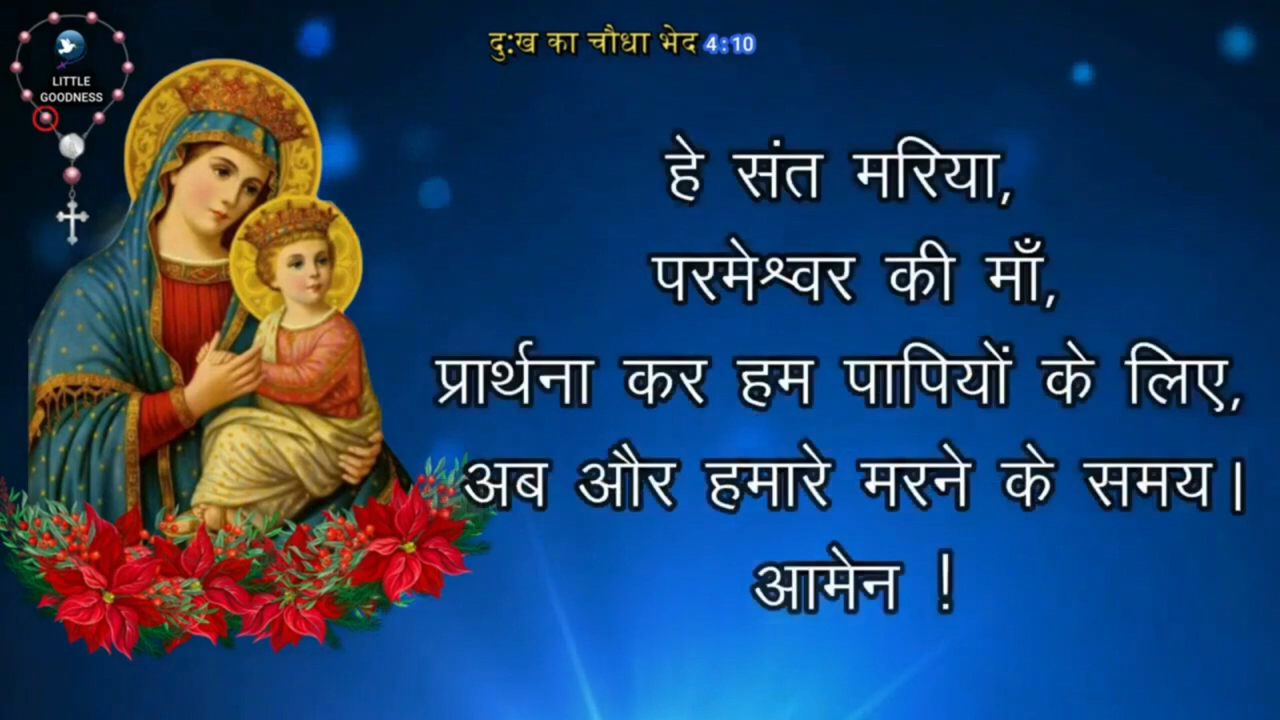 LITTLE
GOODNESS
दु:ख का चौधा भेद 4:10
हे संत मरिया,
परमेश्वर की माँ,
प्रार्थना कर हम पापियों के लिए,
अब और हमारे मरने के समय।
आमेन !